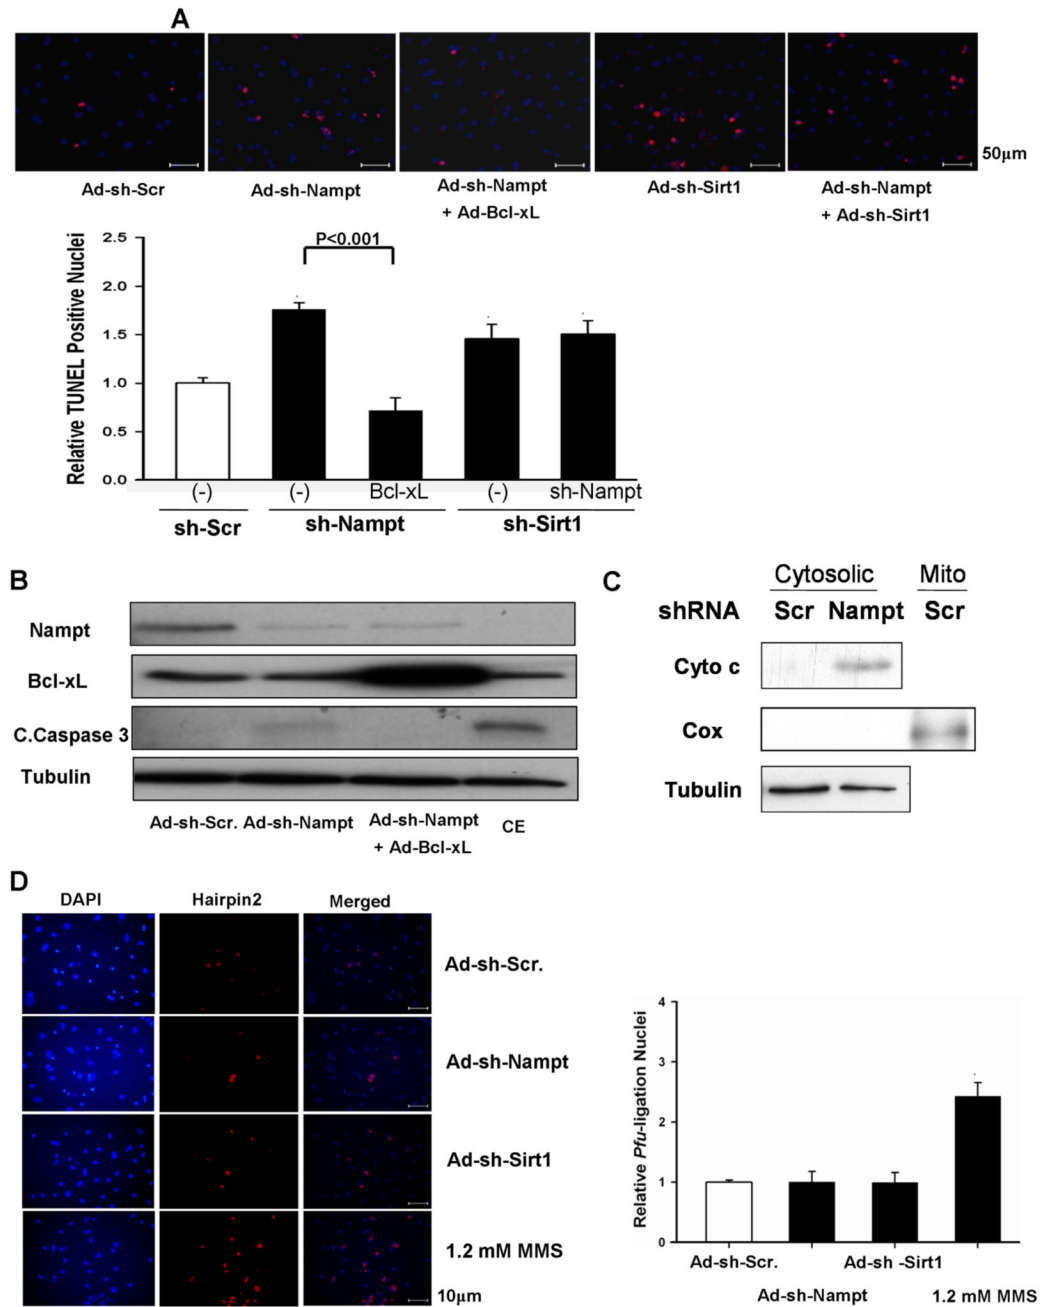 A
50μm
Ad-sh-Scr
Ad-sh-Nampt
Ad-sh-Nampt
+ Ad-Bcl-xL
Ad-sh-Sirt1
Ad-sh-Nampt
+ Ad-sh-Sirt1
Relative TUNEL Positive Nuclei
2.5
2.0
1.5
1.0
0.5
0.0
P<0.001
(-) (-) Bcl-xL (-) sh-Nampt
sh-Scr sh-Nampt sh-Sirt1
B
Nampt
Bcl-xL
C.Caspase 3
Tubulin
Ad-sh-Scr. Ad-sh-Nampt
Ad-sh-Nampt
+ Ad-Bcl-xL
CE
C
Cytosolic Mito
shRNA Scr Nampt Scr
Cyto c
Cox
Tubulin
D
DAPI Hairpin2 Merged
Ad-sh-Scr.
Ad-sh-Nampt
Ad-sh-Sirt1
1.2 mM MMS
10μm
Relative Pfu-ligation Nuclei
4
3
2
1
0
Ad-sh-Scr. Ad-sh -Sirt1
Ad-sh-Nampt 1.2 mM MMS